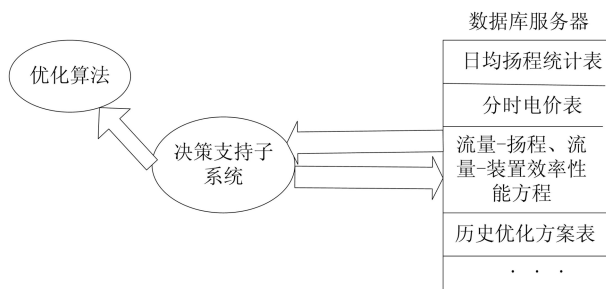 数据库服务器
日均扬程统计表
优化算法
分时电价表
决策支持子
系统
流量-扬程、流
量-装置效率性
能方程
历史优化方案表
· · ·